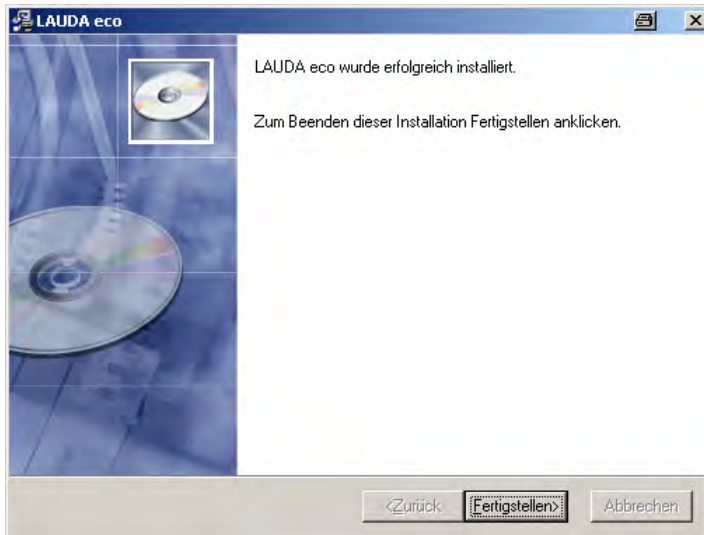 LAUDA eco
LAUDA eco wurde erfolgreich installiert.
Zum Beenden dieser Installation Fertigstellen anklicken.
<Zurück Fertigstellen> Abbrechen